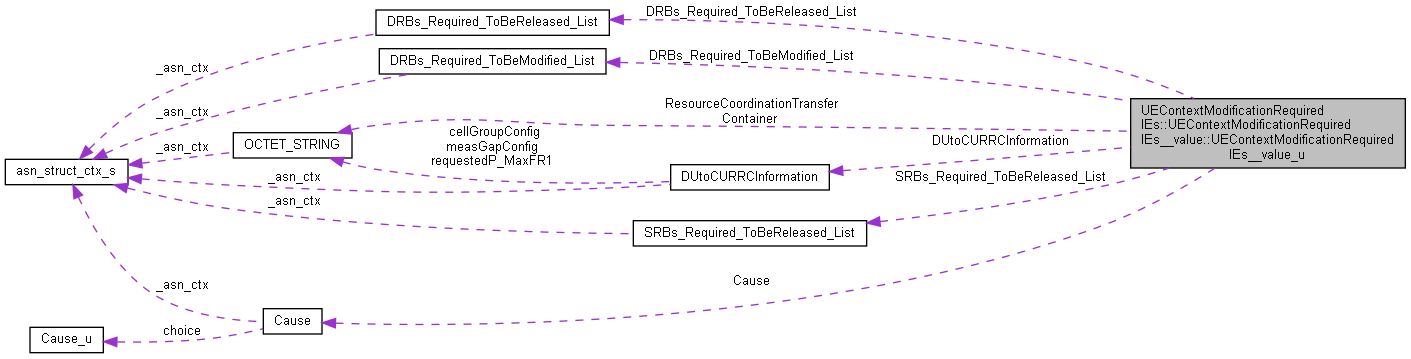 DRBs_Required_ToBeReleased_List
DRBs_Required_ToBeReleased_List
DRBs_Required_ToBeModified_List
DRBs_Required_ToBeModified_List
_asn_ctx
_asn_ctx
ResourceCoordinationTransfer
Container
UEContextModificationRequired
IEs::UEContextModificationRequired
IEs__value::UEContextModificationRequired
IEs__value_u
OCTET_STRING
_asn_ctx
cellGroupConfig
measGapConfig
requestedP_MaxFR1
DUtoCURRCInformation
asn_struct_ctx_s
_asn_ctx
DUtoCURRCInformation
SRBs_Required_ToBeReleased_List
_asn_ctx
SRBs_Required_ToBeReleased_List
_asn_ctx
Cause
Cause
choice
Cause_u